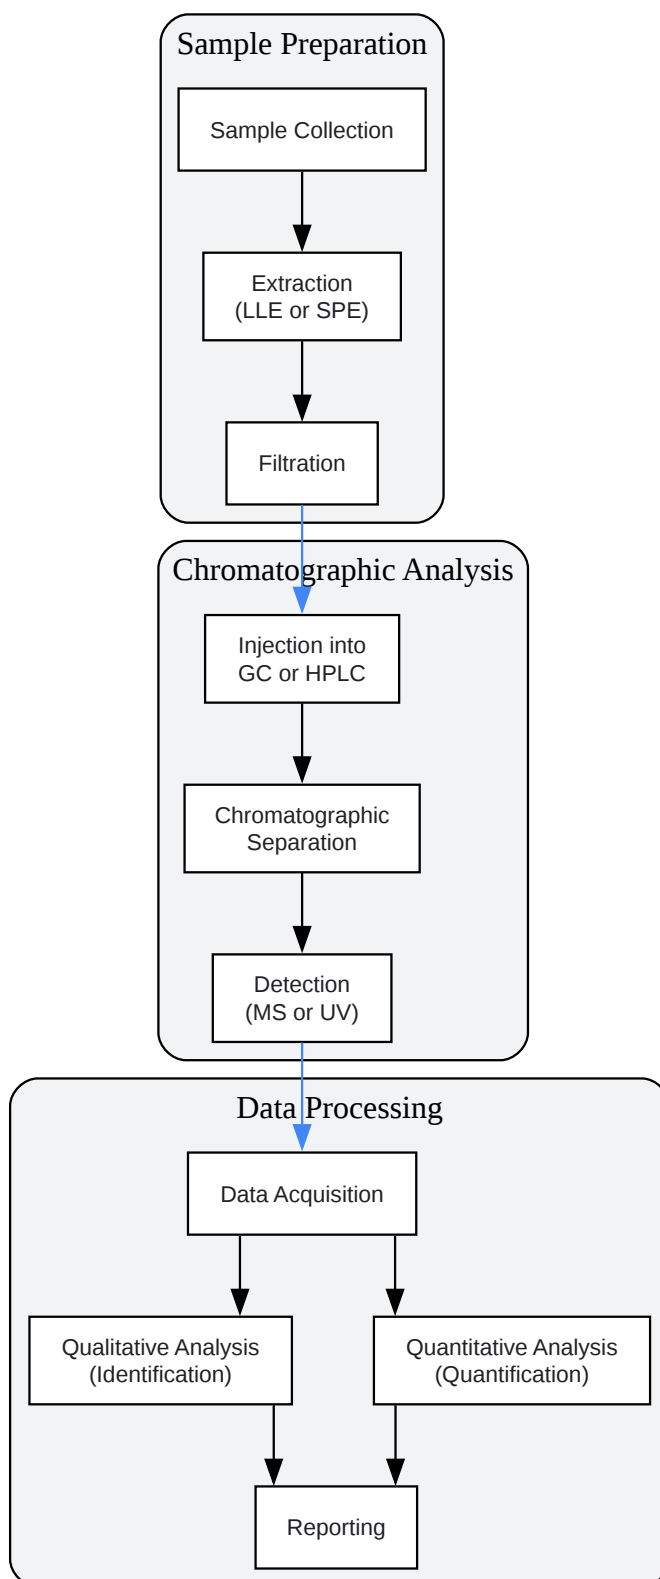 Sample Preparation
Sample Collection
Extraction
(LLE or SPE)
Filtration
Chromatographic Analysis
Injection into
GC or HPLC
Chromatographic
Separation
Detection
(MS or UV)
Data Processing
Data Acquisition
Qualitative Analysis
(Identification)
Quantitative Analysis
(Quantification)
Reporting